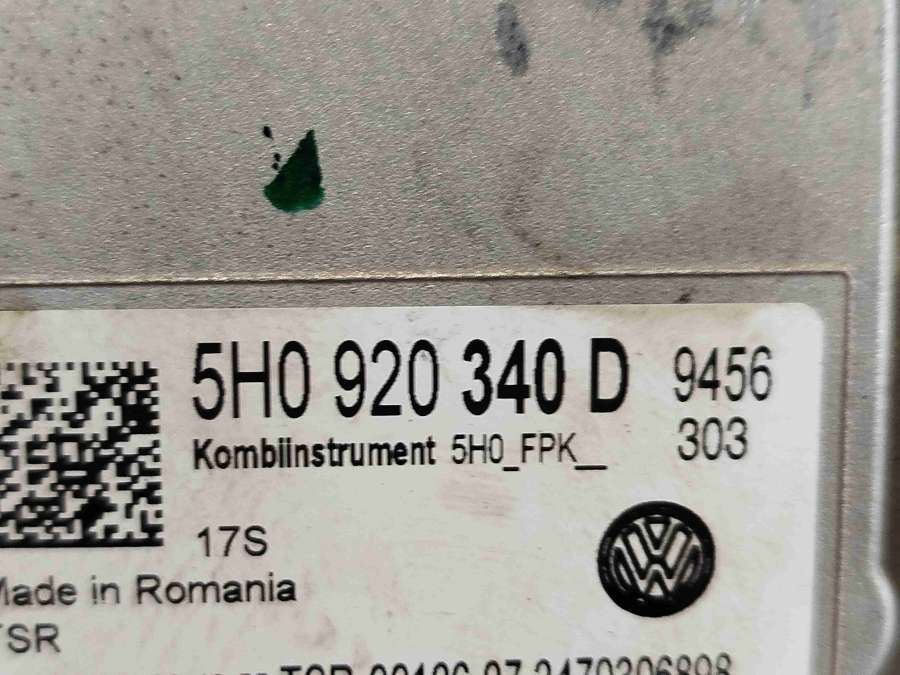 5H0 920 340 D 9456
Kombiinstrument 5H0_FPK__ 303
17S
Made in Romania
TSR